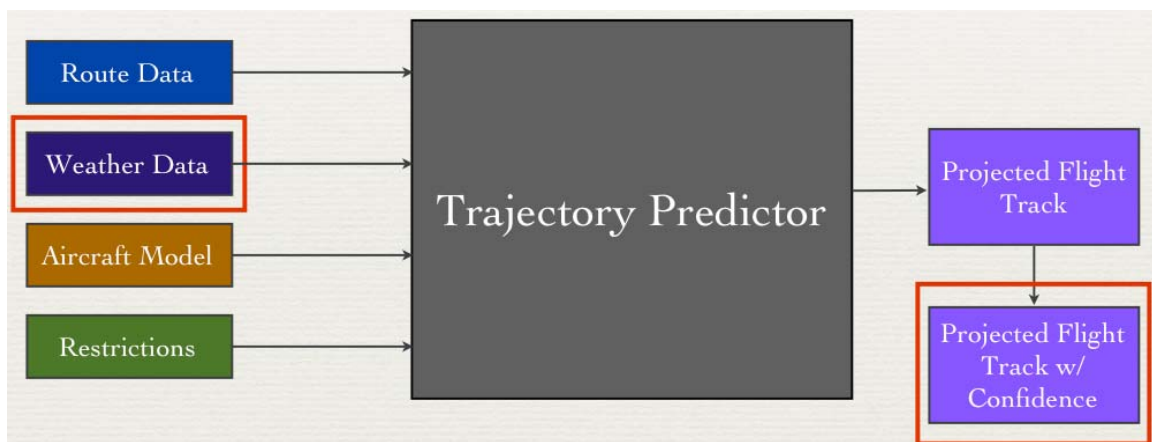 Route Data
Weather Data
Aircraft Model
Restrictions
Trajectory Predictor
Projected Flight
Track
Projected Flight
Track w/
Confidence